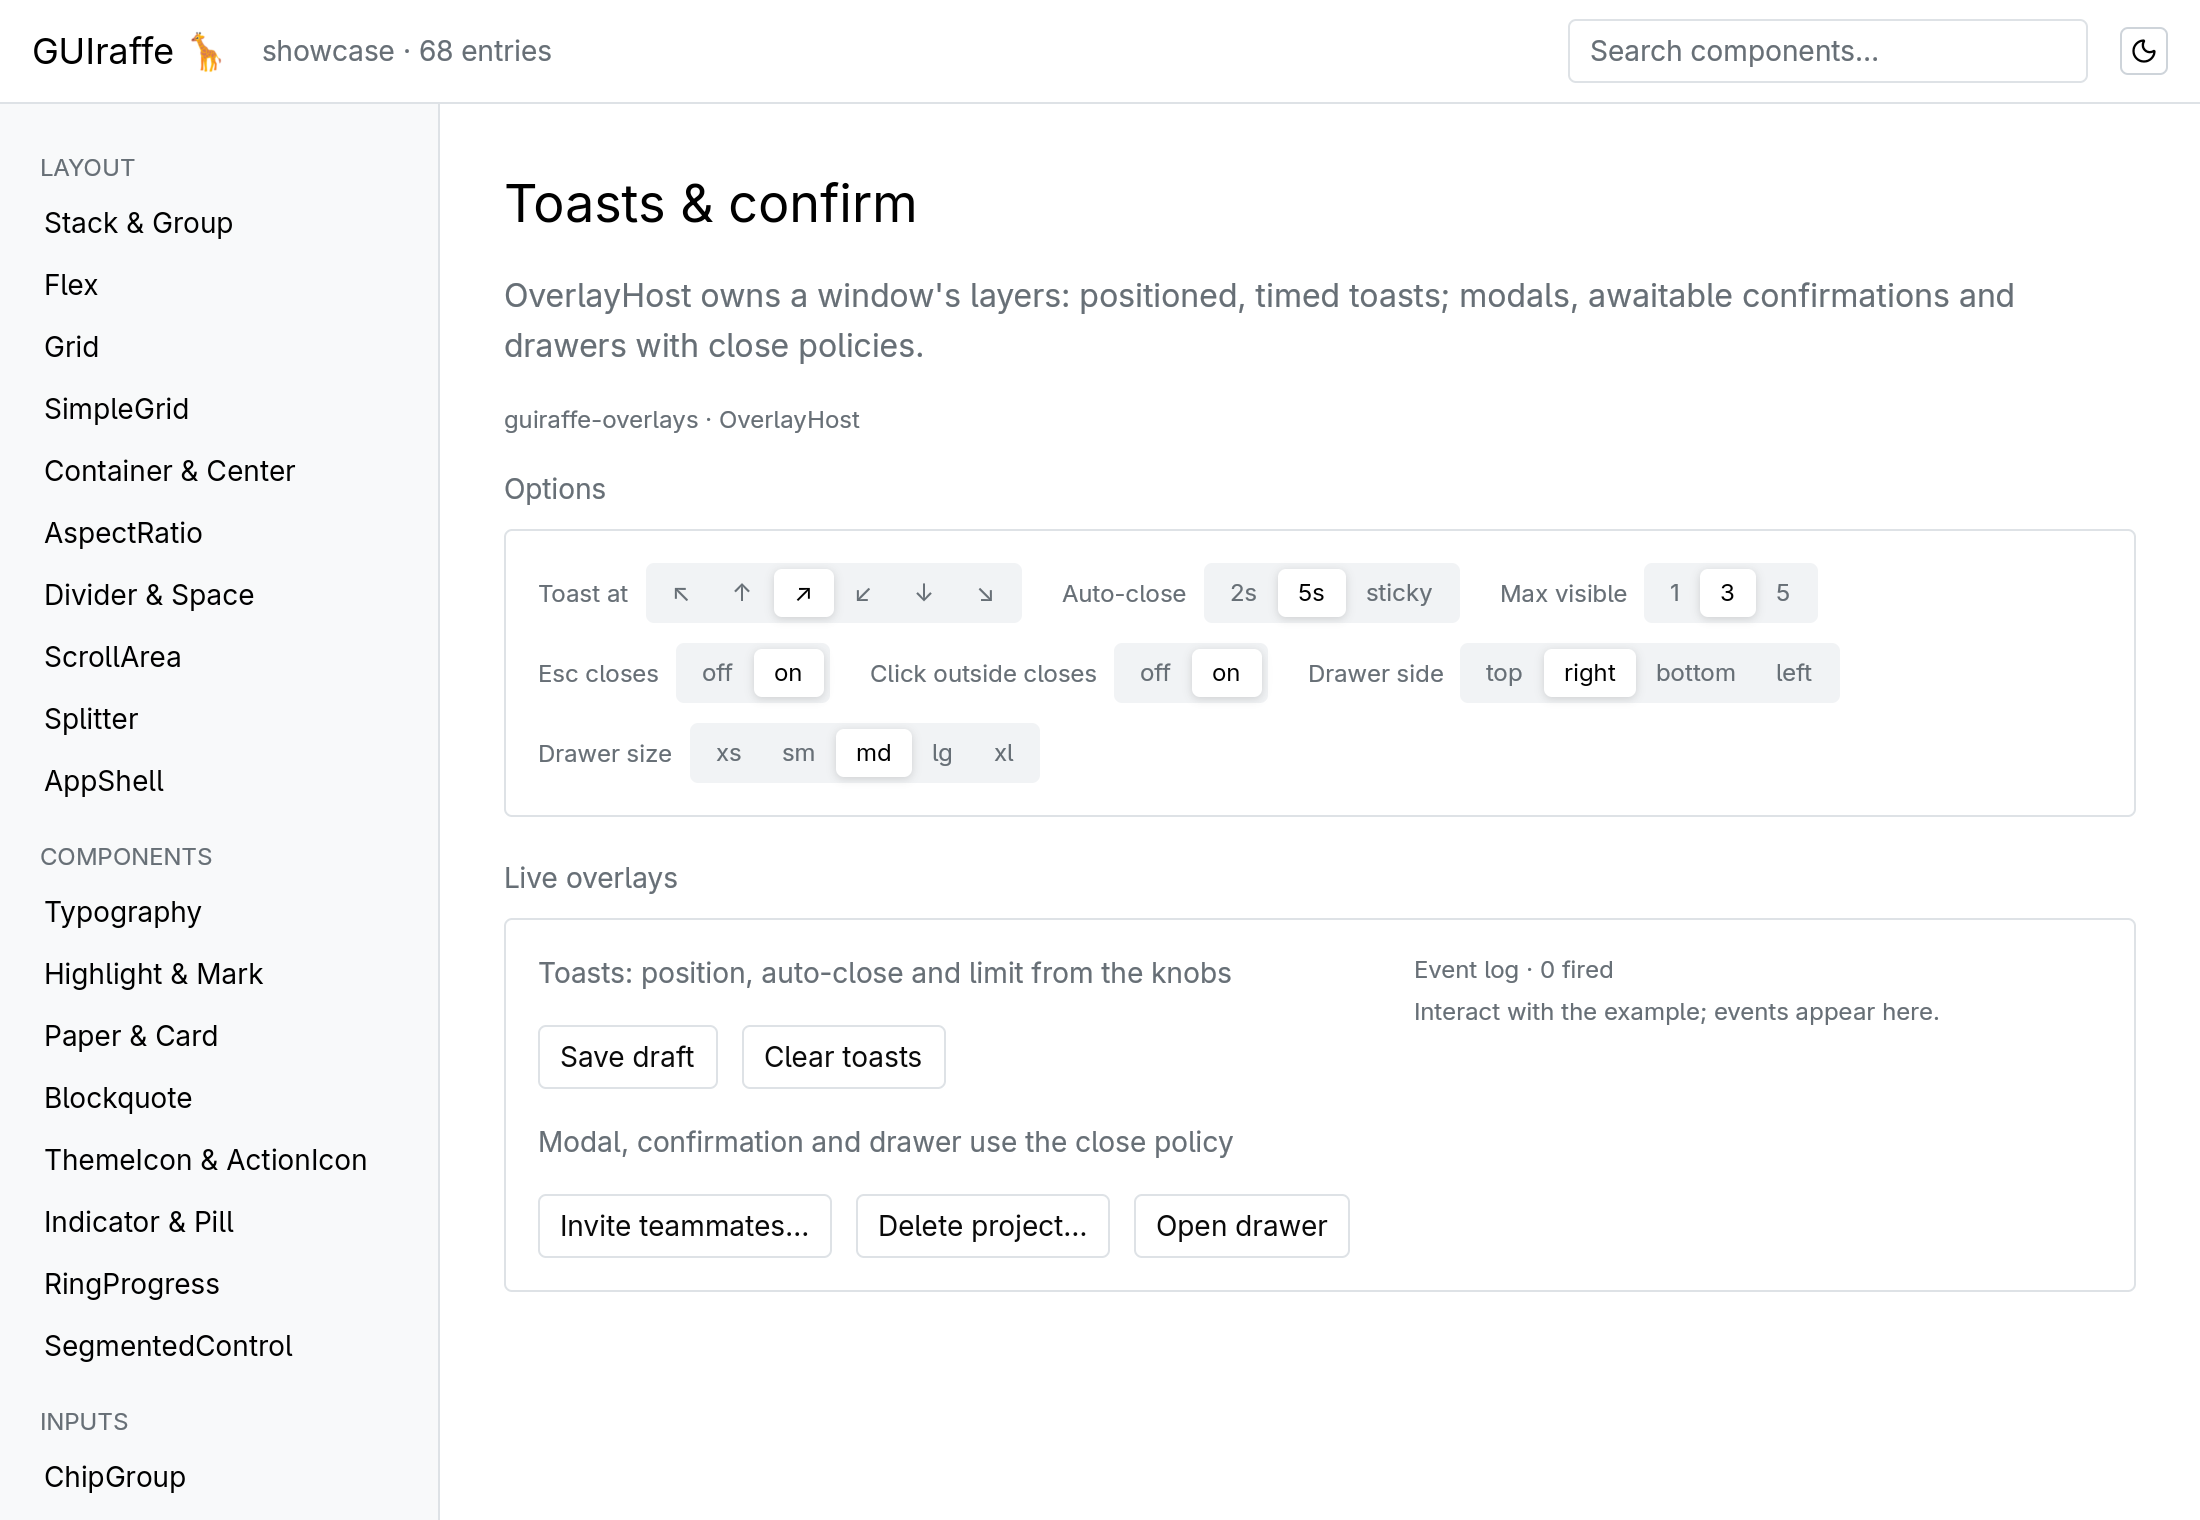 GUIraffe 🦒 showcase · 68 entries
Search components...
LAYOUT
Stack & Group
Flex
Grid
SimpleGrid
Container & Center
AspectRatio
Divider & Space
ScrollArea
Splitter
AppShell
COMPONENTS
Typography
Highlight & Mark
Paper & Card
Blockquote
ThemeIcon & ActionIcon
Indicator & Pill
RingProgress
SegmentedControl
INPUTS
ChipGroup
Toasts & confirm
OverlayHost owns a window's layers: positioned, timed toasts; modals, awaitable confirmations and
drawers with close policies.
guiraffe-overlays · OverlayHost
Options
Toast at ↖ ↑ ↗ ↙ ↓ ↘ Auto-close 2s 5s sticky Max visible 1 3 5
Esc closes off on Click outside closes off on Drawer side top right bottom left
Drawer size xs sm md lg xl
Live overlays
Toasts: position, auto-close and limit from the knobs
Save draft Clear toasts
Modal, confirmation and drawer use the close policy
Invite teammates... Delete project... Open drawer
Event log · 0 fired
Interact with the example; events appear here.